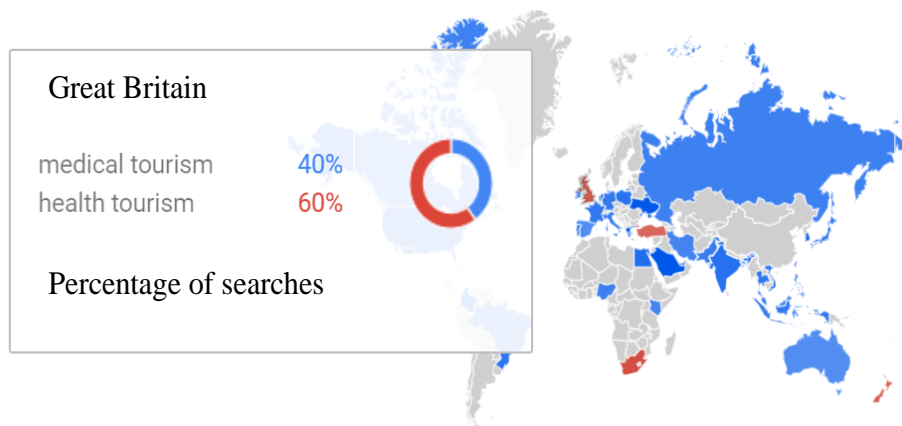 Great Britain
medical tourism 40%
health tourism 60%
Percentage of searches